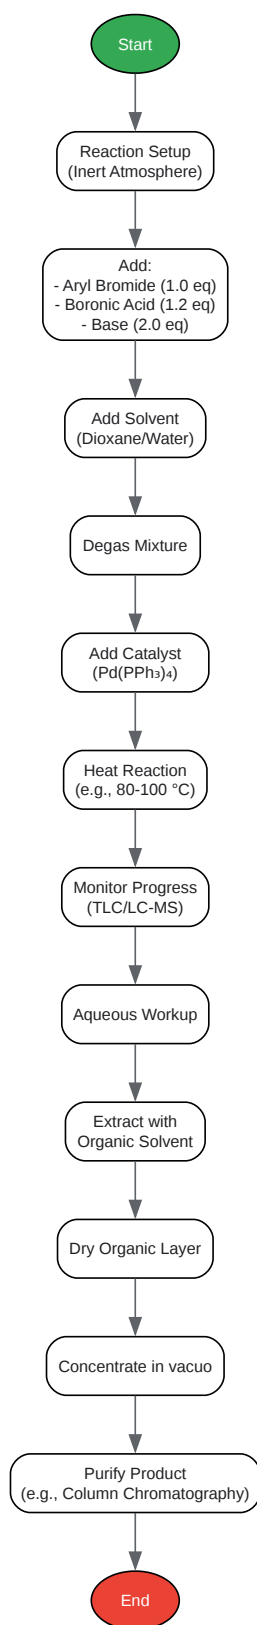 Start
Reaction Setup
(Inert Atmosphere)
Add:
- Aryl Bromide (1.0 eq)
- Boronic Acid (1.2 eq)
- Base (2.0 eq)
Add Solvent
(Dioxane/Water)
Degas Mixture
Add Catalyst
(Pd(PPh₃)₄)
Heat Reaction
(e.g., 80-100 °C)
Monitor Progress
(TLC/LC-MS)
Aqueous Workup
Extract with
Organic Solvent
Dry Organic Layer
Concentrate in vacuo
Purify Product
(e.g., Column Chromatography)
End